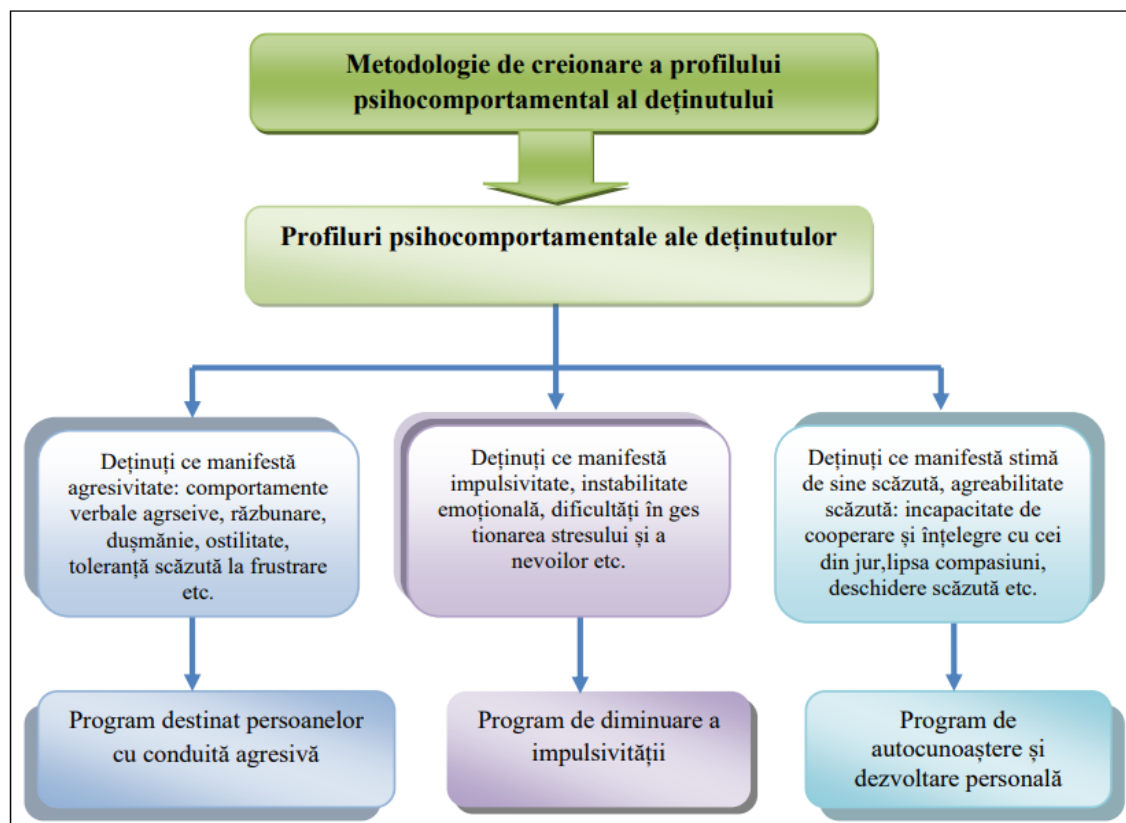 Metodologie de creionare a profilului
psihocomportamental al deținutului
Profiluri psihocomportamentale ale deținutulor
Deținuți ce manifestă
agresivitate: comportamente
verbale agrseive, răzbunare,
dușmănie, ostilitate,
toleranță scăzută la frustrare
etc.
Deținuți ce manifestă
impulsivitate, instabilitate
emoțională, dificultăți în ges
tionarea stresului și a
nevoilor etc.
Deținuți ce manifestă stimă
de sine scăzută, agreabilitate
scăzută: incapacitate de
cooperare și înțelegre cu cei
din jur,lipsa compasiuni,
deschidere scăzută etc.
Program destinat persoanelor
cu conduită agresivă
Program de diminuare a
impulsivității
Program de
autocunoaștere și
dezvoltare personală